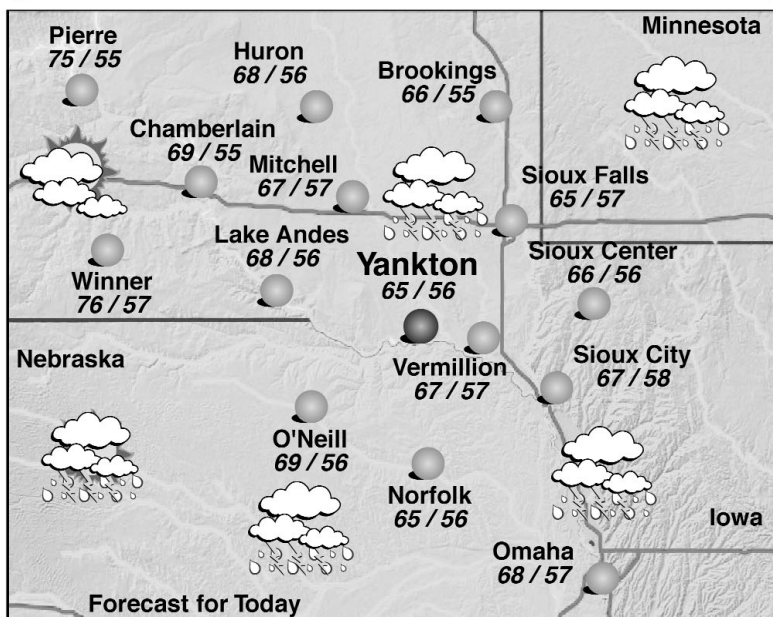 Minnesota
Pierre
75 / 55
Huron
68 / 56
Brookings
66 / 55
Chamberlain
69 / 55
Mitchell
67 / 57
Sioux Falls
65 / 57
Lake Andes
68 / 56
Yankton
65 / 56
Sioux Center
66 / 56
Winner
76 / 57
Nebraska
Vermillion
67 / 57
Sioux City
67 / 58
O'Neill
69 / 56
Norfolk
65 / 56
Iowa
Omaha
68 / 57
Forecast for Today